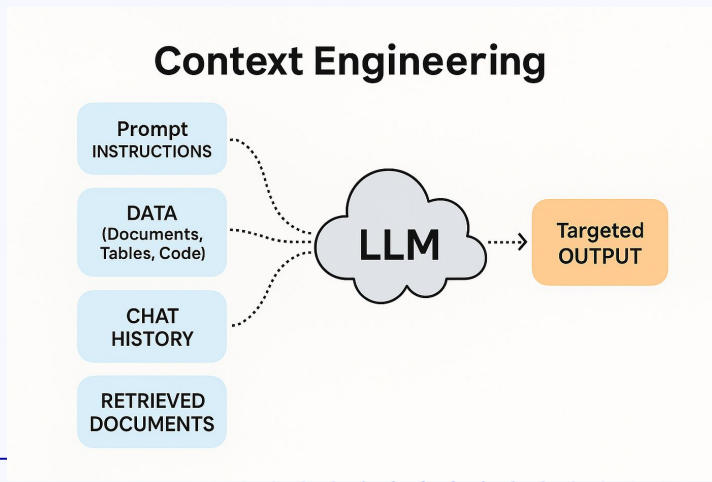 Context Engineering
Prompt
INSTRUCTIONS
DATA
(Documents,
Tables, Code)
CHAT
HISTORY
RETRIEVED
DOCUMENTS
LLM
Targeted
OUTPUT